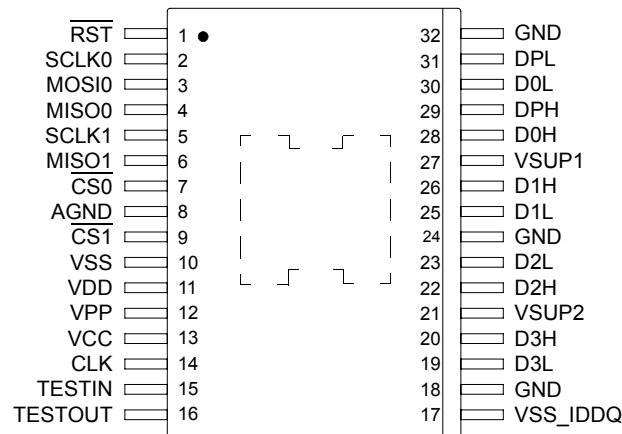 RST 1 32 GND
SCLK0 2 31 DPL
MOSI0 3 30 D0L
MISO0 4 29 DPH
SCLK1 5 28 D0H
MISO1 6 27 VSUP1
CS0 7 26 D1H
AGND 8 25 D1L
CS1 9 24 GND
VSS 10 23 D2L
VDD 11 22 D2H
VPP 12 21 VSUP2
VCC 13 20 D3H
CLK 14 19 D3L
TESTIN 15 18 GND
TESTOUT 16 17 VSS_IDDQ